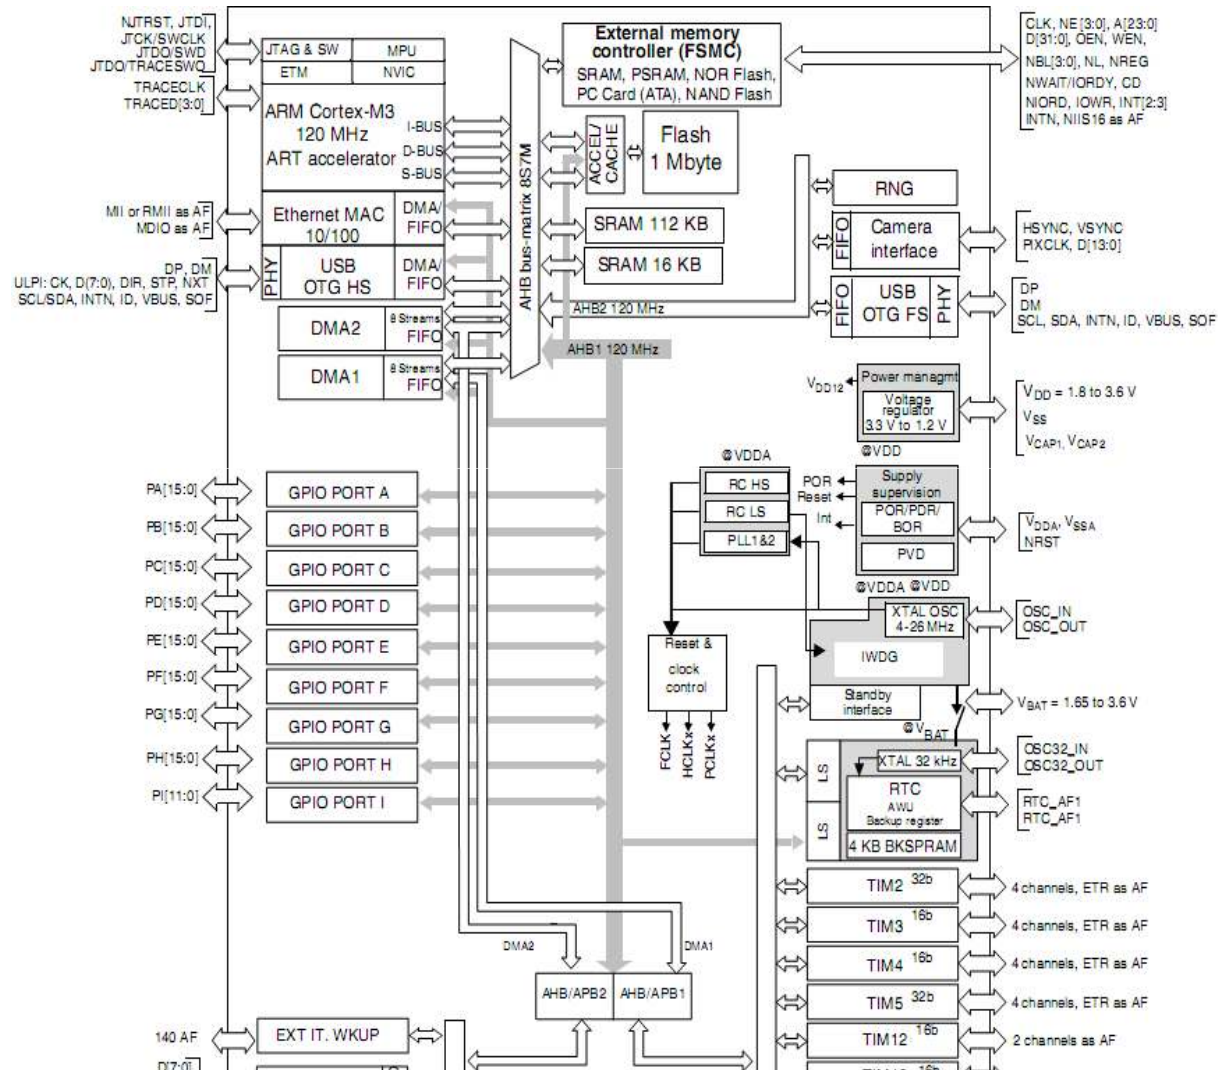 NJTRST, JTDI,
JTCK/SWCLK
JTDO/SWD
JTDO/TRACESWO
TRACECLK
TRACED[3:0]
JTAG & SW
MPU
ETM
NVIC
ARM Cortex-M3
120 MHz
ART accelerator
I-BUS
D-BUS
S-BUS
MII or RMII as AF
MDIO as AF
Ethernet MAC
10/100
DMA/
FIFO
DP, DM
ULPI: CK, D(7:0), DIR, STP, NXT
SCL/SDA, INTN, ID, VBUS, SOF
PHY
USB
OTG HS
DMA/
FIFO
DMA2
8 Streams
FIFO
DMA1
8 Streams
FIFO
AHB bus-matrix 8S7M
External memory
controller (FSMC)
SRAM, PSRAM, NOR Flash,
PC Card (ATA), NAND Flash
CLK, NE [3:0], A[23:0]
D[31:0], OEN, WEN,
NBL[3:0], NL, NREG
NWAIT/IORDY, CD
NIORD, IOWR, INT[2:3]
INTN, NIIS16 as AF
ACCEL/
CACHE
Flash
1 Mbyte
SRAM 112 KB
SRAM 16 KB
AHB2 120 MHz
AHB1 120 MHz
RNG
FIFO
Camera
interface
HSYNC, VSYNC
PIXCLK, D[13:0]
FIFO
USB
OTG FS
PHY
DP
DM
SCL, SDA, INTN, ID, VBUS, SOF
VDD12
Power managmt
Voltage
regulator
3.3 V to 1.2 V
@VDD
VDD = 1.8 to 3.6 V
VSS
VCAP1, VCAP2
@VDDA
RC HS
RC LS
PLL1&2
POR
Reset
Int
Supply
supervision
POR/PDR/
BOR
PVD
VDDA, VSSA
NRST
@VDDA @VDD
XTAL OSC
4-26 MHz
IWDG
OSC_IN
OSC_OUT
Reset &
clock
control
FCLK
HCLKx
PCLKx
Standby
interface
@VBAT
VBAT = 1.65 to 3.6 V
LS
LS
XTAL 32 kHz
RTC
AWU
Backup register
4 KB BKSPRAM
OSC32_IN
OSC32_OUT
RTC_AF1
RTC_AF1
PA[15:0]
GPIO PORT A
PB[15:0]
GPIO PORT B
PC[15:0]
GPIO PORT C
PD[15:0]
GPIO PORT D
PE[15:0]
GPIO PORT E
PF[15:0]
GPIO PORT F
PG[15:0]
GPIO PORT G
PH[15:0]
GPIO PORT H
PI[11:0]
GPIO PORT I
TIM2 32b
4 channels, ETR as AF
TIM3 16b
4 channels, ETR as AF
TIM4 16b
4 channels, ETR as AF
TIM5 32b
4 channels, ETR as AF
TIM12 16b
2 channels as AF
DMA2
DMA1
AHB/APB2
AHB/APB1
140 AF
EXT IT. WKUP
D[7:0]
16b